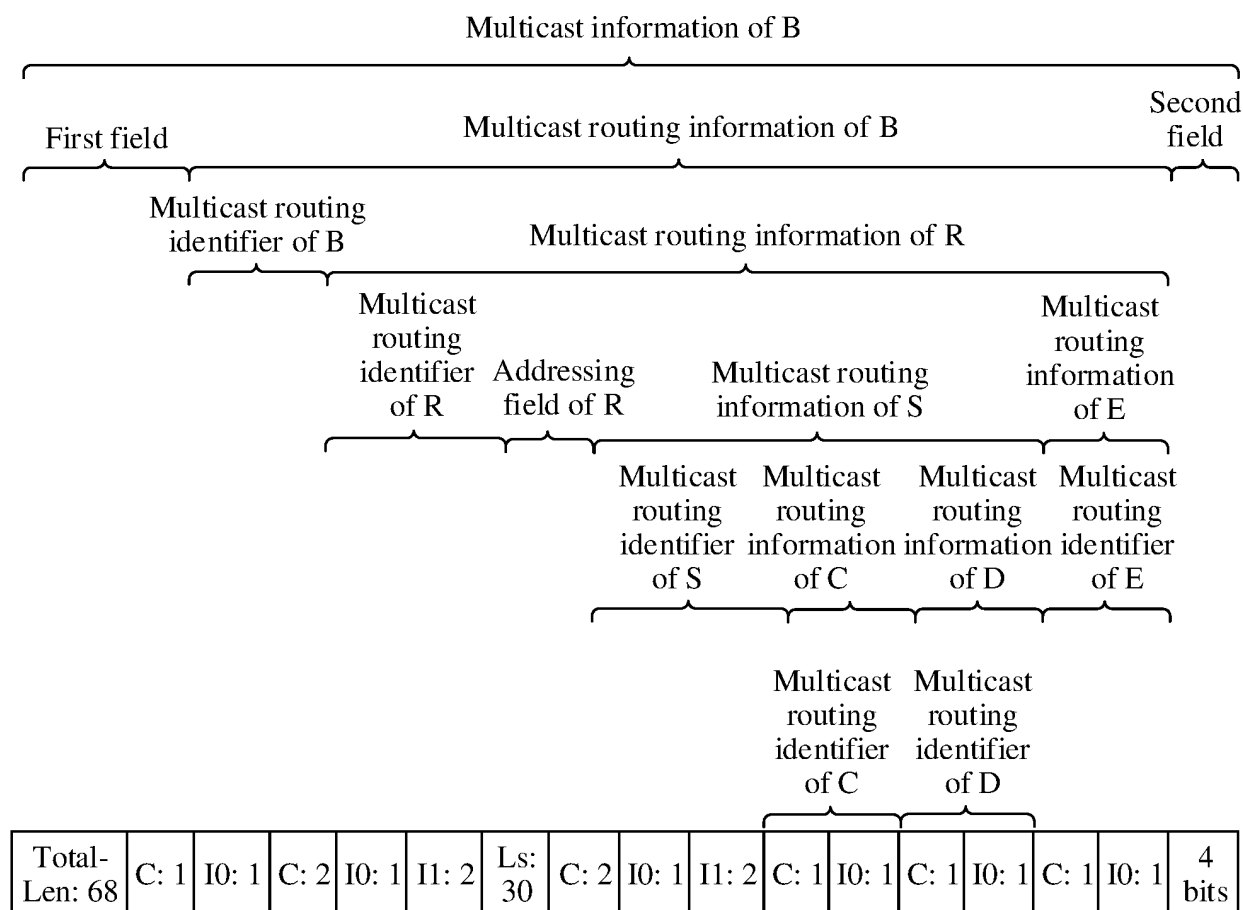 Multicast information of B
Second
field
First field
Multicast routing information of B
Multicast routing
identifier of B
Multicast routing information of R
Multicast
routing
identifier
of R
Addressing
field of R
Multicast routing
information of S
Multicast
routing
information
of E
Multicast
routing
identifier
of S
Multicast
routing
information
of C
Multicast
routing
information
of D
Multicast
routing
identifier
of E
Multicast
routing
identifier
of C
Multicast
routing
identifier
of D
Total-
Len: 68
C: 1
I0: 1
C: 2
I0: 1
I1: 2
Ls:
30
C: 2
I0: 1
I1: 2
C: 1
I0: 1
C: 1
I0: 1
C: 1
I0: 1
4
bits